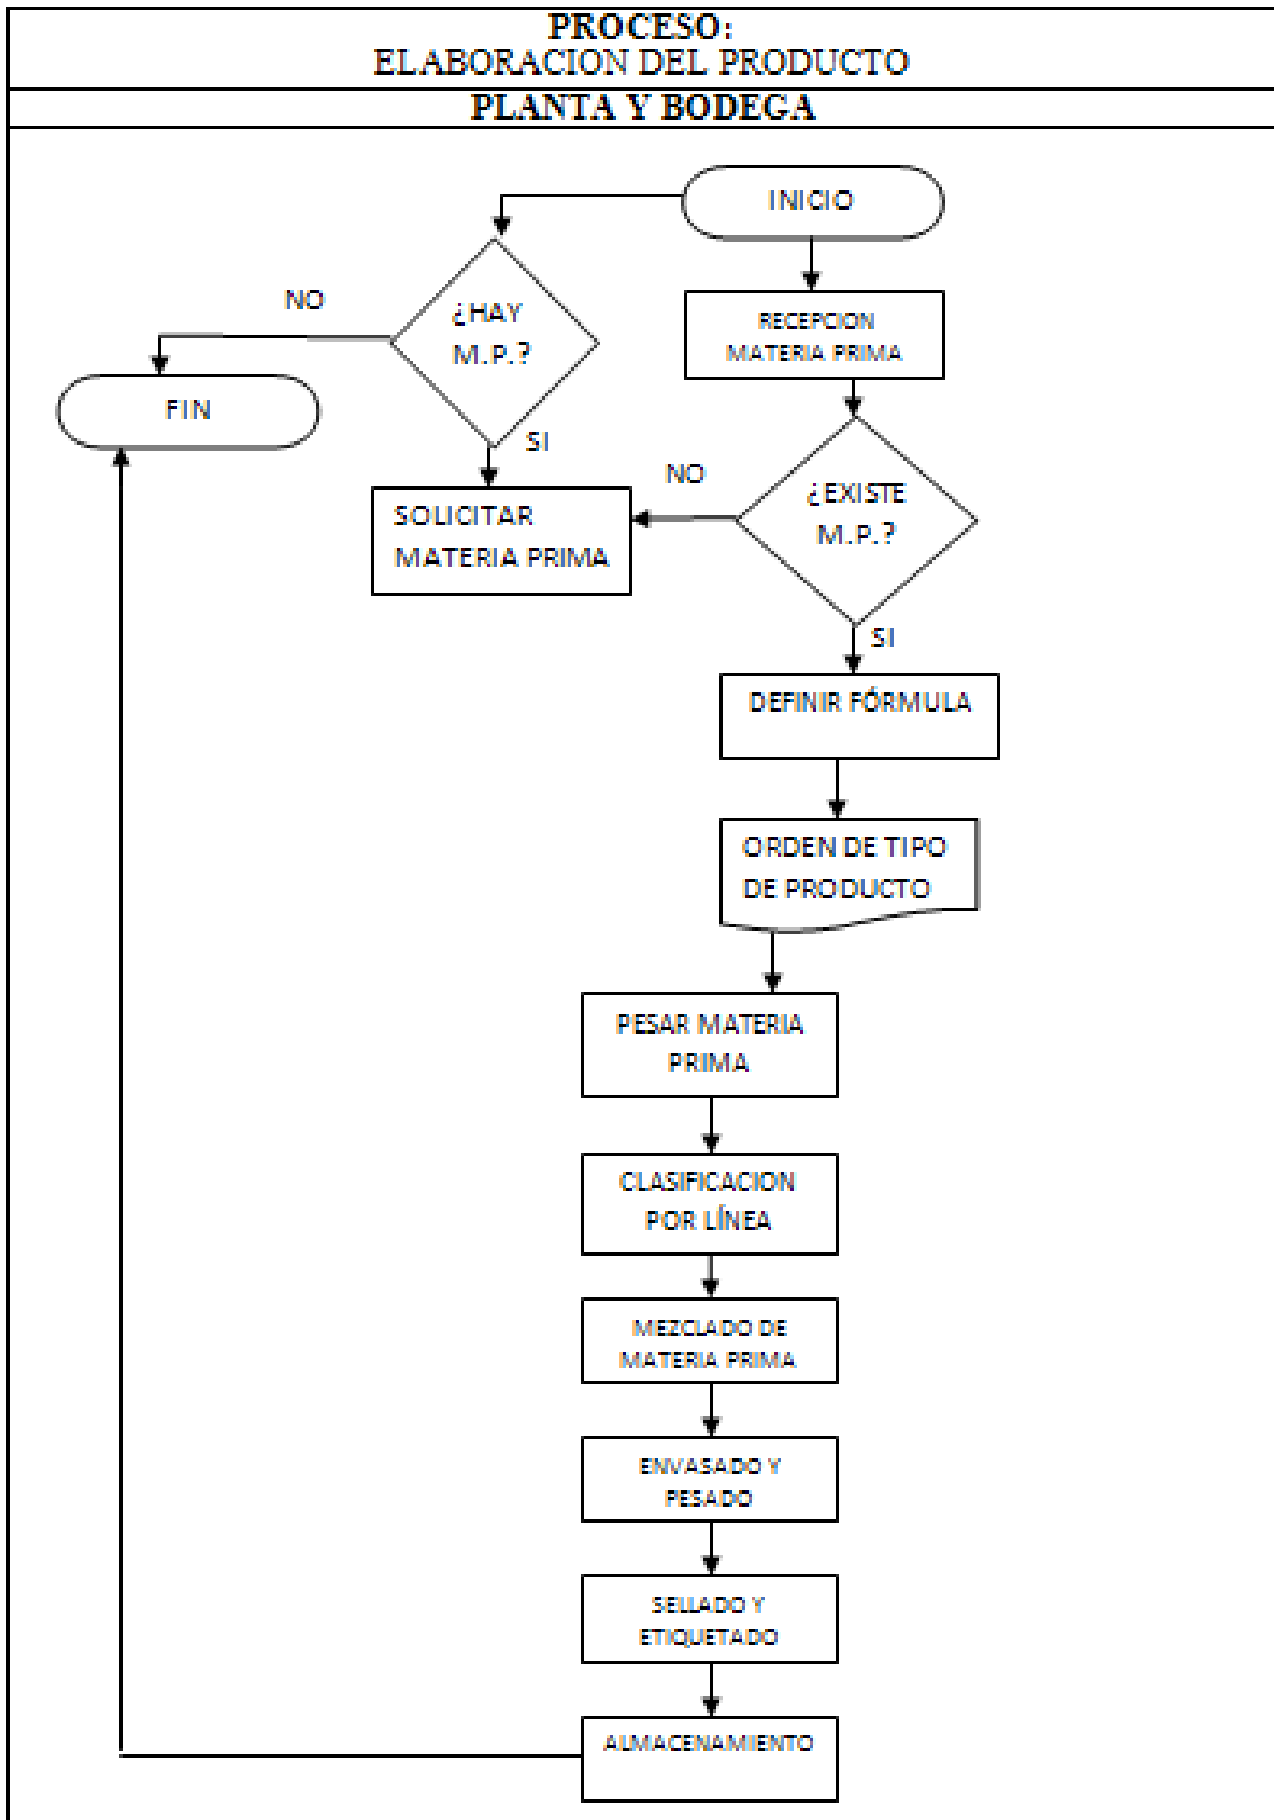 PROCESO:
ELABORACION DEL PRODUCTO
PLANTA Y BODEGA
INICIO
NO
¿HAY
M.P.?
RECEPCION
MATERIA PRIMA
FIN
SI
NO
¿EXISTE
M.P.?
SOLICITAR
MATERIA PRIMA
SI
DEFINIR FÓRMULA
ORDEN DE TIPO
DE PRODUCTO
PESAR MATERIA
PRIMA
CLASIFICACION
POR LÍNEA
MEZCLADO DE
MATERIA PRIMA
ENVASADO Y
PESADO
SELLADO Y
ETIQUETADO
ALMACENAMIENTO